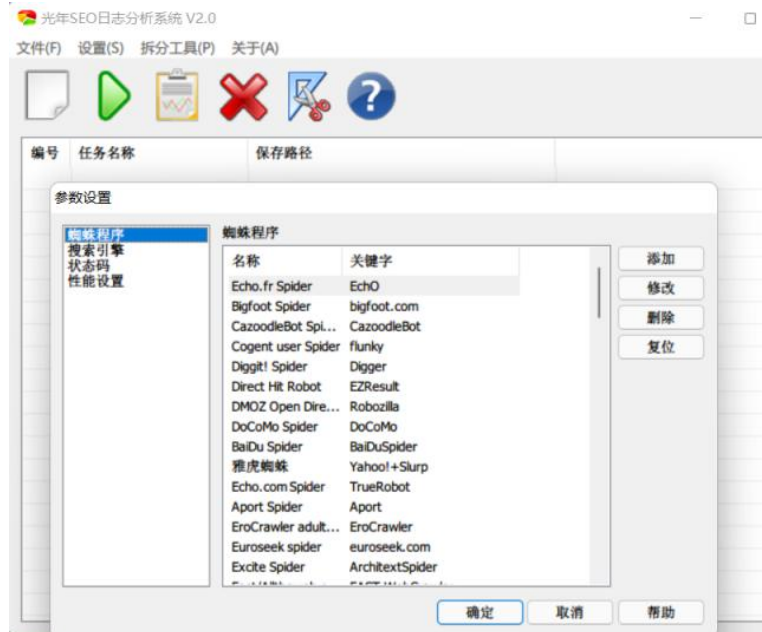 光年SEO日志分析系统 V2.0
文件(F) 设置(S) 拆分工具(P) 关于(A)
编号 任务名称 保存路径
参数设置
蜘蛛程序
搜索引擎
状态码
性能设置
蜘蛛程序
名称 关键字
Echo.fr Spider EchO
Bigfoot Spider bigfoot.com
CazoodleBot Spi... CazoodleBot
Cogent user Spider flunky
Diggit! Spider Digger
Direct Hit Robot EZResult
DMOZ Open Dire... Robozilla
DoCoMo Spider DoCoMo
BaiDu Spider BaiDuSpider
雅虎蜘蛛 Yahoo!+Slurp
Echo.com Spider TrueRobot
Aport Spider Aport
EroCrawler adult... EroCrawler
Euroseek spider euroseek.com
Excite Spider ArchitextSpider
添加
修改
删除
复位
确定 取消 帮助